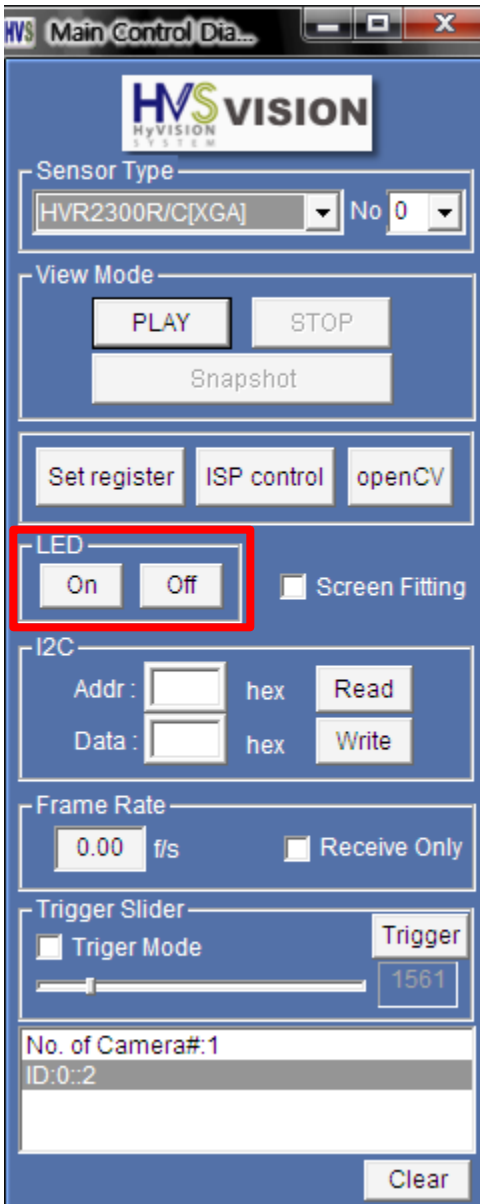 HVS Main Control Dia...
HVS VISION
HyVISION
SYSTEM
Sensor Type
HVR2300R/C[XGA] No 0
View Mode
PLAY STOP
Snapshot
Set register ISP control openCV
LED
On Off Screen Fitting
I2C
Addr : hex Read
Data : hex Write
Frame Rate
0.00 f/s Receive Only
Trigger Slider
Triger Mode Trigger
1561
No. of Camera#:1
ID:0::2
Clear